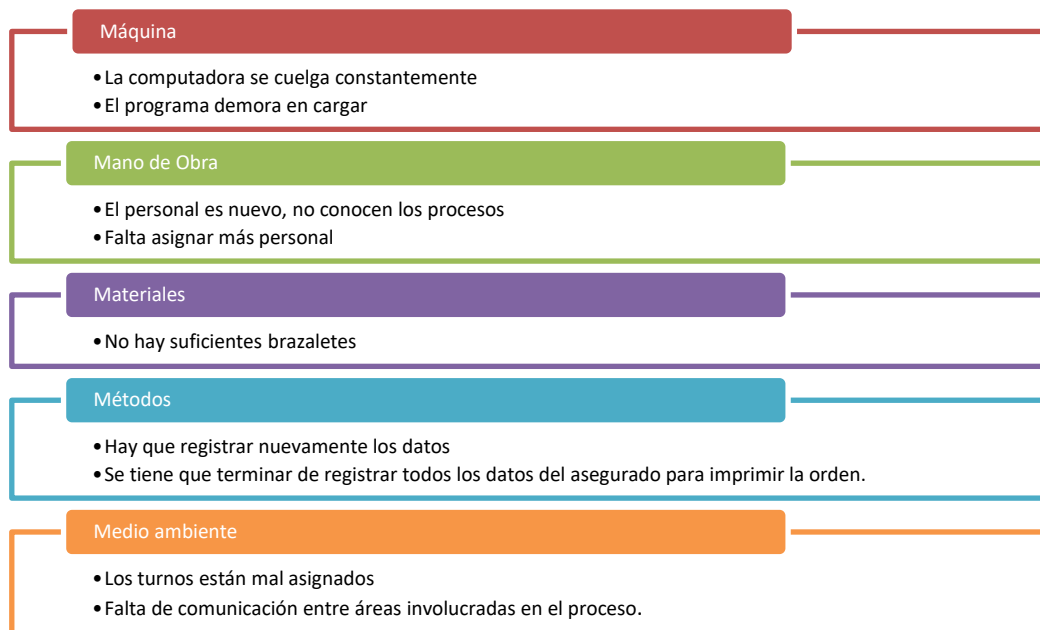 Máquina
•La computadora se cuelga constantemente
•El programa demora en cargar
Mano de Obra
•El personal es nuevo, no conocen los procesos
•Falta asignar más personal
Materiales
•No hay suficientes brazaletes
Métodos
•Hay que registrar nuevamente los datos
•Se tiene que terminar de registrar todos los datos del asegurado para imprimir la orden.
Medio ambiente
•Los turnos están mal asignados
•Falta de comunicación entre áreas involucradas en el proceso.